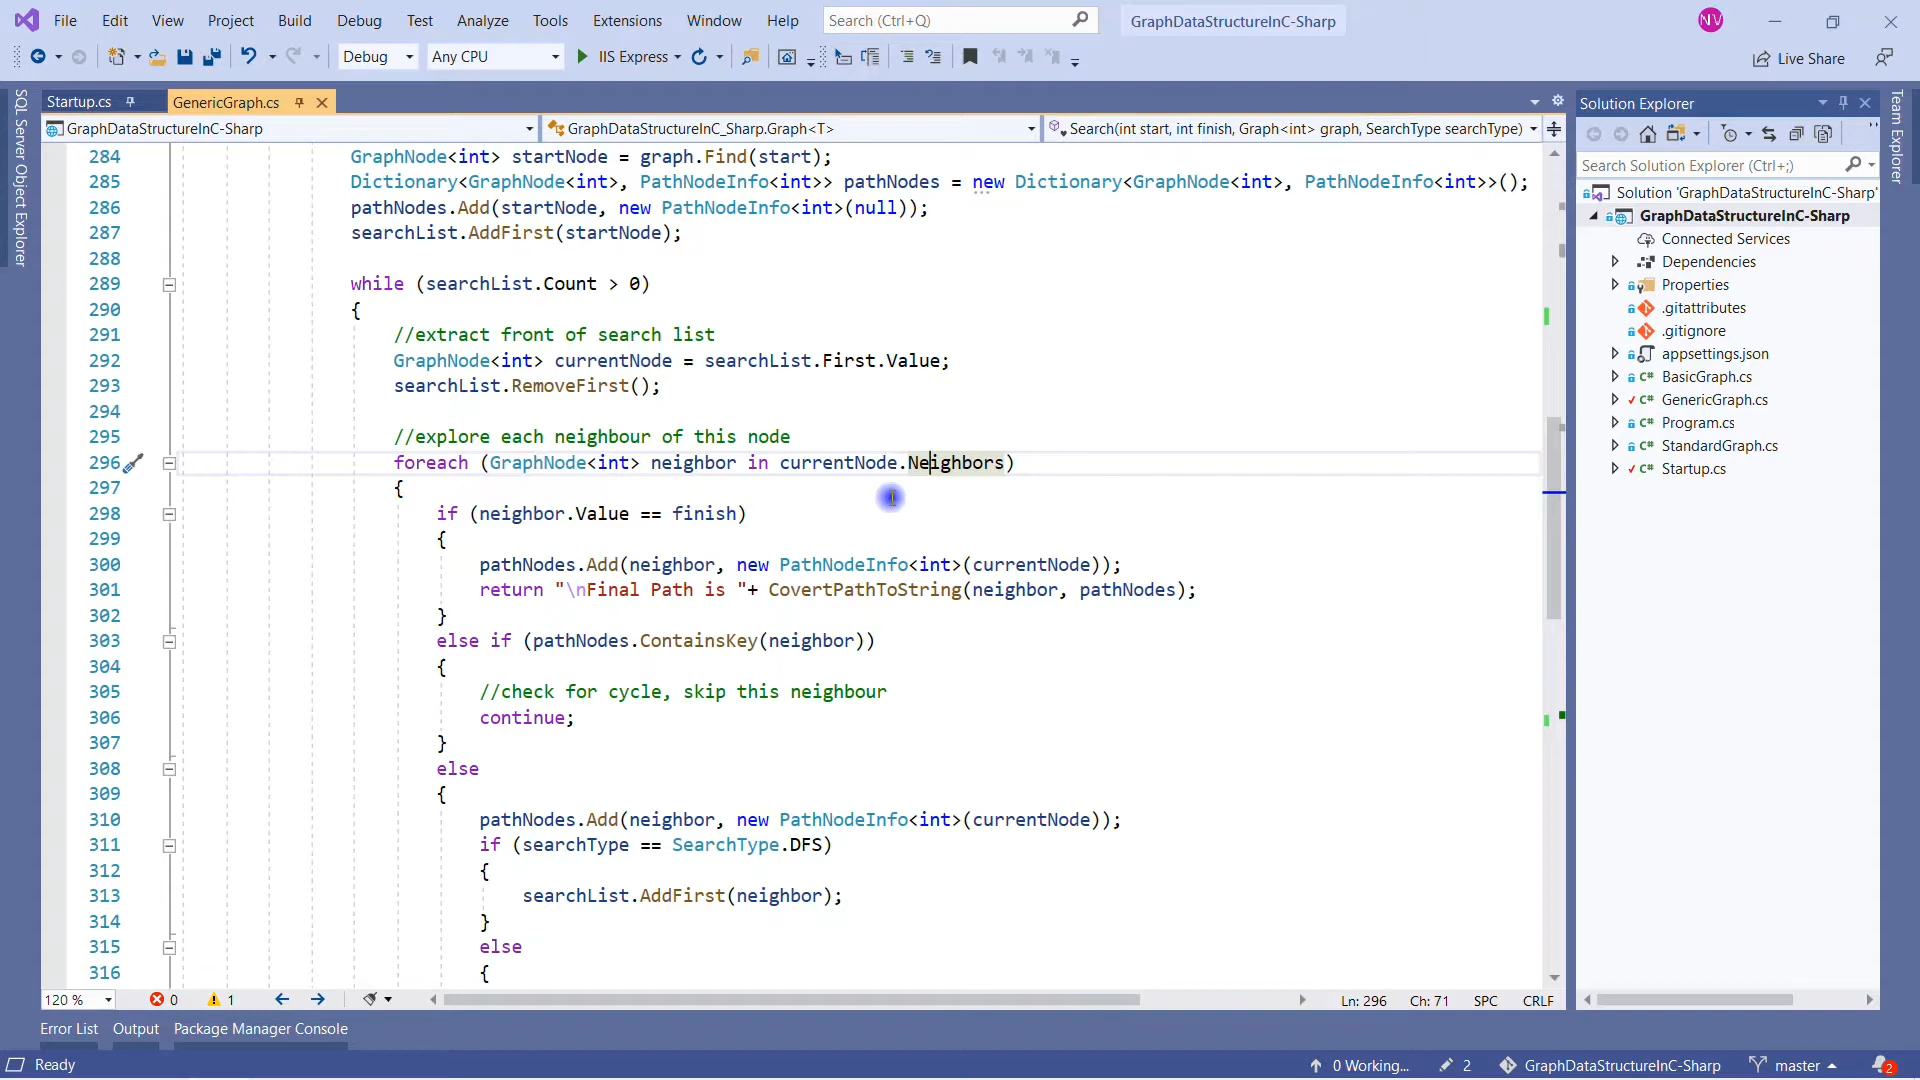 File Edit View Project Build Debug Test Analyze Tools Extensions Window Help Search (Ctrl+Q) GraphDataStructureInC-Sharp NV
Debug Any CPU IIS Express Live Share
SQL Server Object Explorer
Startup.cs GenericGraph.cs
GraphDataStructureInC-Sharp GraphDataStructureInC_Sharp.Graph<T> Search(int start, int finish, Graph<int> graph, SearchType searchType)
284 GraphNode<int> startNode = graph.Find(start);
285 Dictionary<GraphNode<int>, PathNodeInfo<int>> pathNodes = new Dictionary<GraphNode<int>, PathNodeInfo<int>>();
286 pathNodes.Add(startNode, new PathNodeInfo<int>(null));
287 searchList.AddFirst(startNode);
288
289 while (searchList.Count > 0)
290 {
291 //extract front of search list
292 GraphNode<int> currentNode = searchList.First.Value;
293 searchList.RemoveFirst();
294
295 //explore each neighbour of this node
296 foreach (GraphNode<int> neighbor in currentNode.Neighbors)
297 {
298 if (neighbor.Value == finish)
299 {
300 pathNodes.Add(neighbor, new PathNodeInfo<int>(currentNode));
301 return "\nFinal Path is "+ CovertPathToString(neighbor, pathNodes);
302 }
303 else if (pathNodes.ContainsKey(neighbor))
304 {
305 //check for cycle, skip this neighbour
306 continue;
307 }
308 else
309 {
310 pathNodes.Add(neighbor, new PathNodeInfo<int>(currentNode));
311 if (searchType == SearchType.DFS)
312 {
313 searchList.AddFirst(neighbor);
314 }
315 else
316 {
120 % 0 1 Ln: 296 Ch: 71 SPC CRLF
Solution Explorer
Search Solution Explorer (Ctrl+;)
Solution 'GraphDataStructureInC-Sharp'
GraphDataStructureInC-Sharp
Connected Services
Dependencies
Properties
.gitattributes
.gitignore
appsettings.json
C# BasicGraph.cs
C# GenericGraph.cs
C# Program.cs
C# StandardGraph.cs
C# Startup.cs
Team Explorer
Error List Output Package Manager Console
Ready 0 Working... 2 GraphDataStructureInC-Sharp master 2